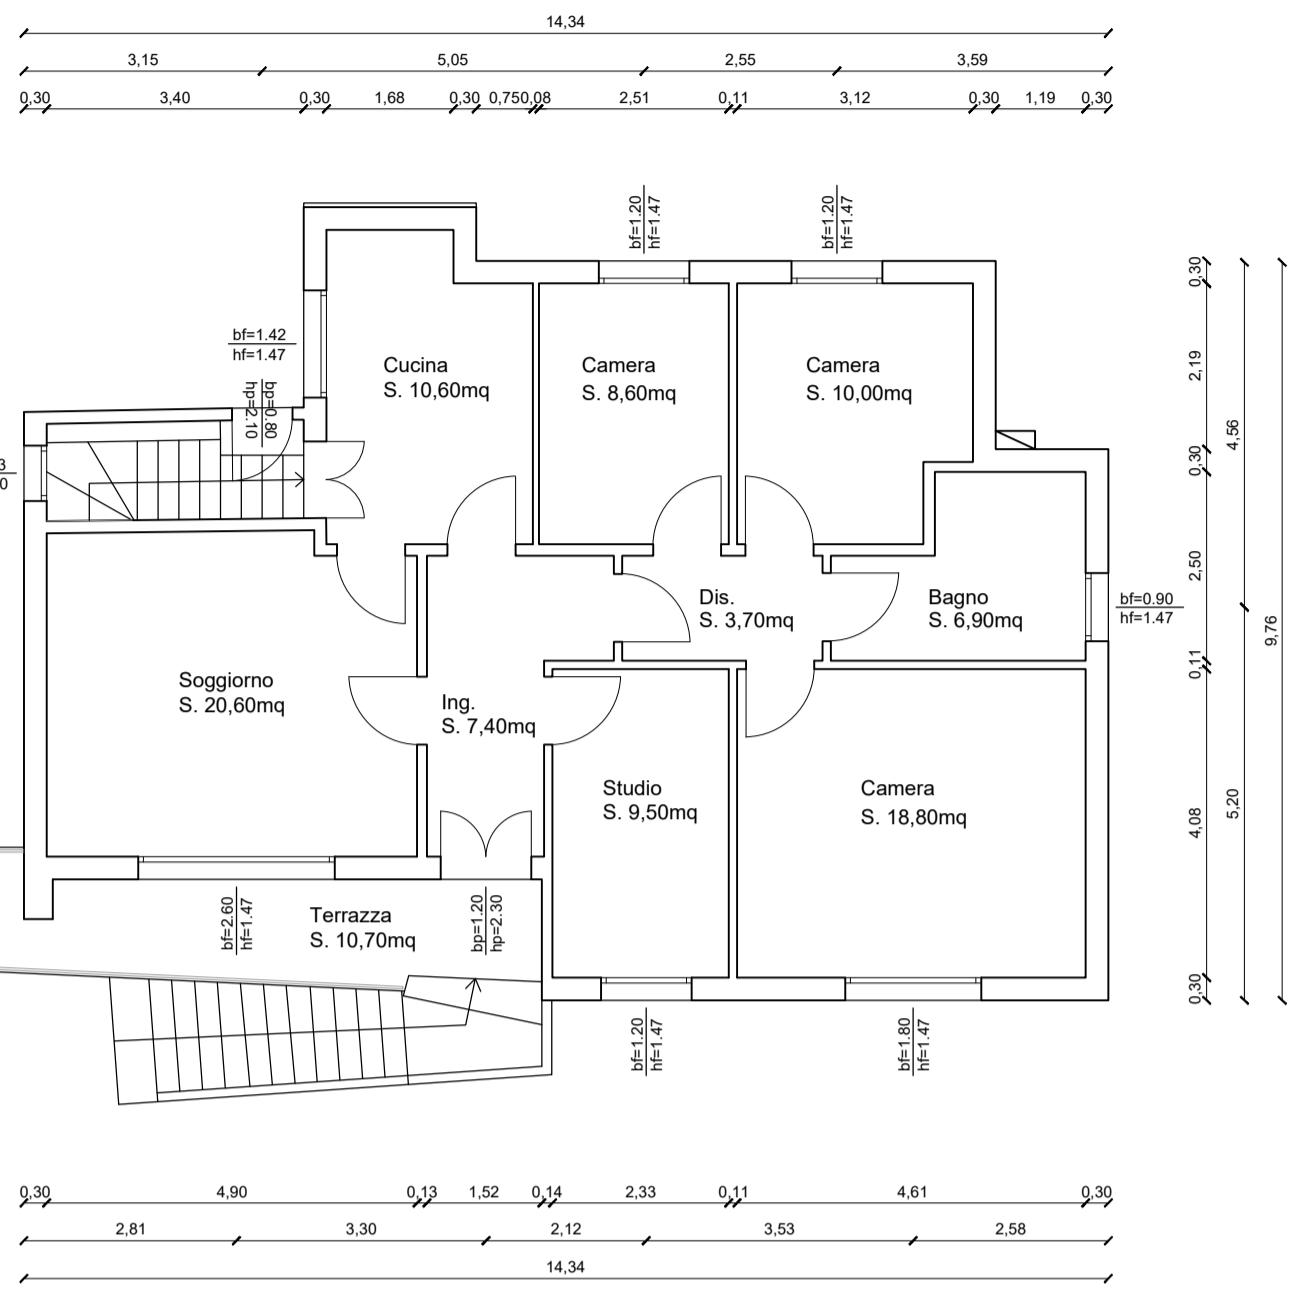 14,34
3,15 5,05 2,55 3,59
0,30 3,40 0,30 1,68 0,30 0,75 0,08 2,51 0,11 3,12 0,30 1,19 0,30
bf=1.20
hf=1.47
bf=1.20
hf=1.47
bf=1.42
hf=1.47
bp=0.80
hp=2.10
Cucina
S. 10,60mq
Camera
S. 8,60mq
Camera
S. 10,00mq
3
0
Dis.
S. 3,70mq
Bagno
S. 6,90mq
bf=0.90
hf=1.47
Soggiorno
S. 20,60mq
Ing.
S. 7,40mq
Studio
S. 9,50mq
Camera
S. 18,80mq
bf=2.60
hf=1.47
Terrazza
S. 10,70mq
bp=1.20
hp=2.30
bf=1.20
hf=1.47
bf=1.80
hf=1.47
0,30
2,19
0,30
2,50
0,11
4,08
0,30
4,56
5,20
9,76
0,30 4,90 0,13 1,52 0,14 2,33 0,11 4,61 0,30
2,81 3,30 2,12 3,53 2,58
14,34